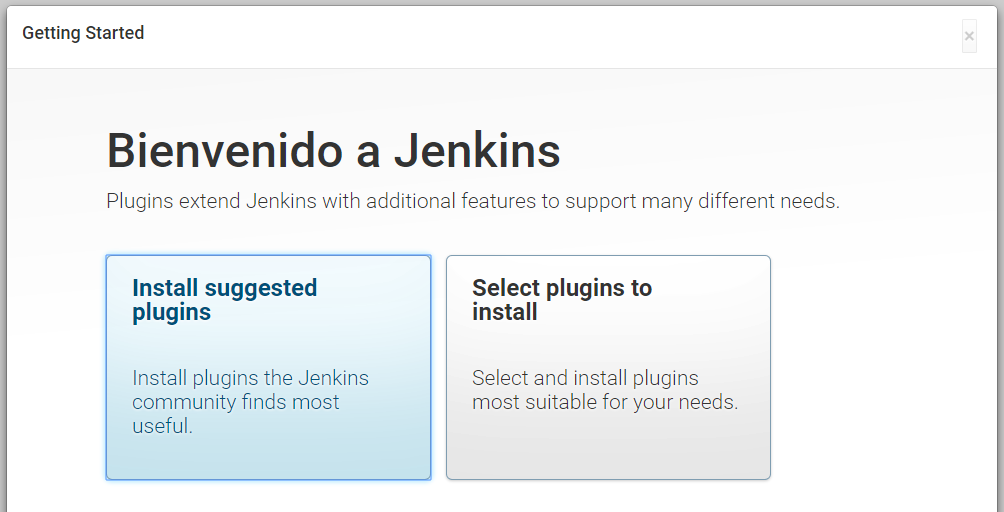 Getting Started
×
Bienvenido a Jenkins
Plugins extend Jenkins with additional features to support many different needs.
Install suggested
plugins
Install plugins the Jenkins
community finds most
useful.
Select plugins to
install
Select and install plugins
most suitable for your needs.